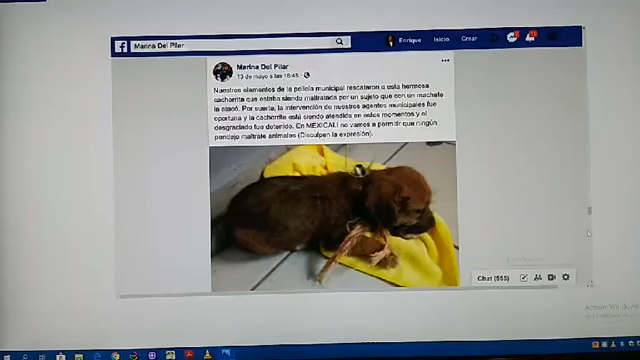 Marina Del Pilar
Enrique Inicio Crear
Marina Del Pilar
13 de mayo a las 18:48
Nuestros elementos de la policía municipal rescataron a esta hermosa
cachorrita que estaba siendo maltratada por un sujeto que con un machete
la atacó. Por suerte, la intervención de nuestros agentes municipales fue
oportuna y la cachorrita está siendo atendida en estos momentos y el
desgraciado fue detenido. En MEXICALI no vamos a permitir que ningún
pendejo maltrate animales (Disculpen la expresión).
Chat (555)
Activar Windows